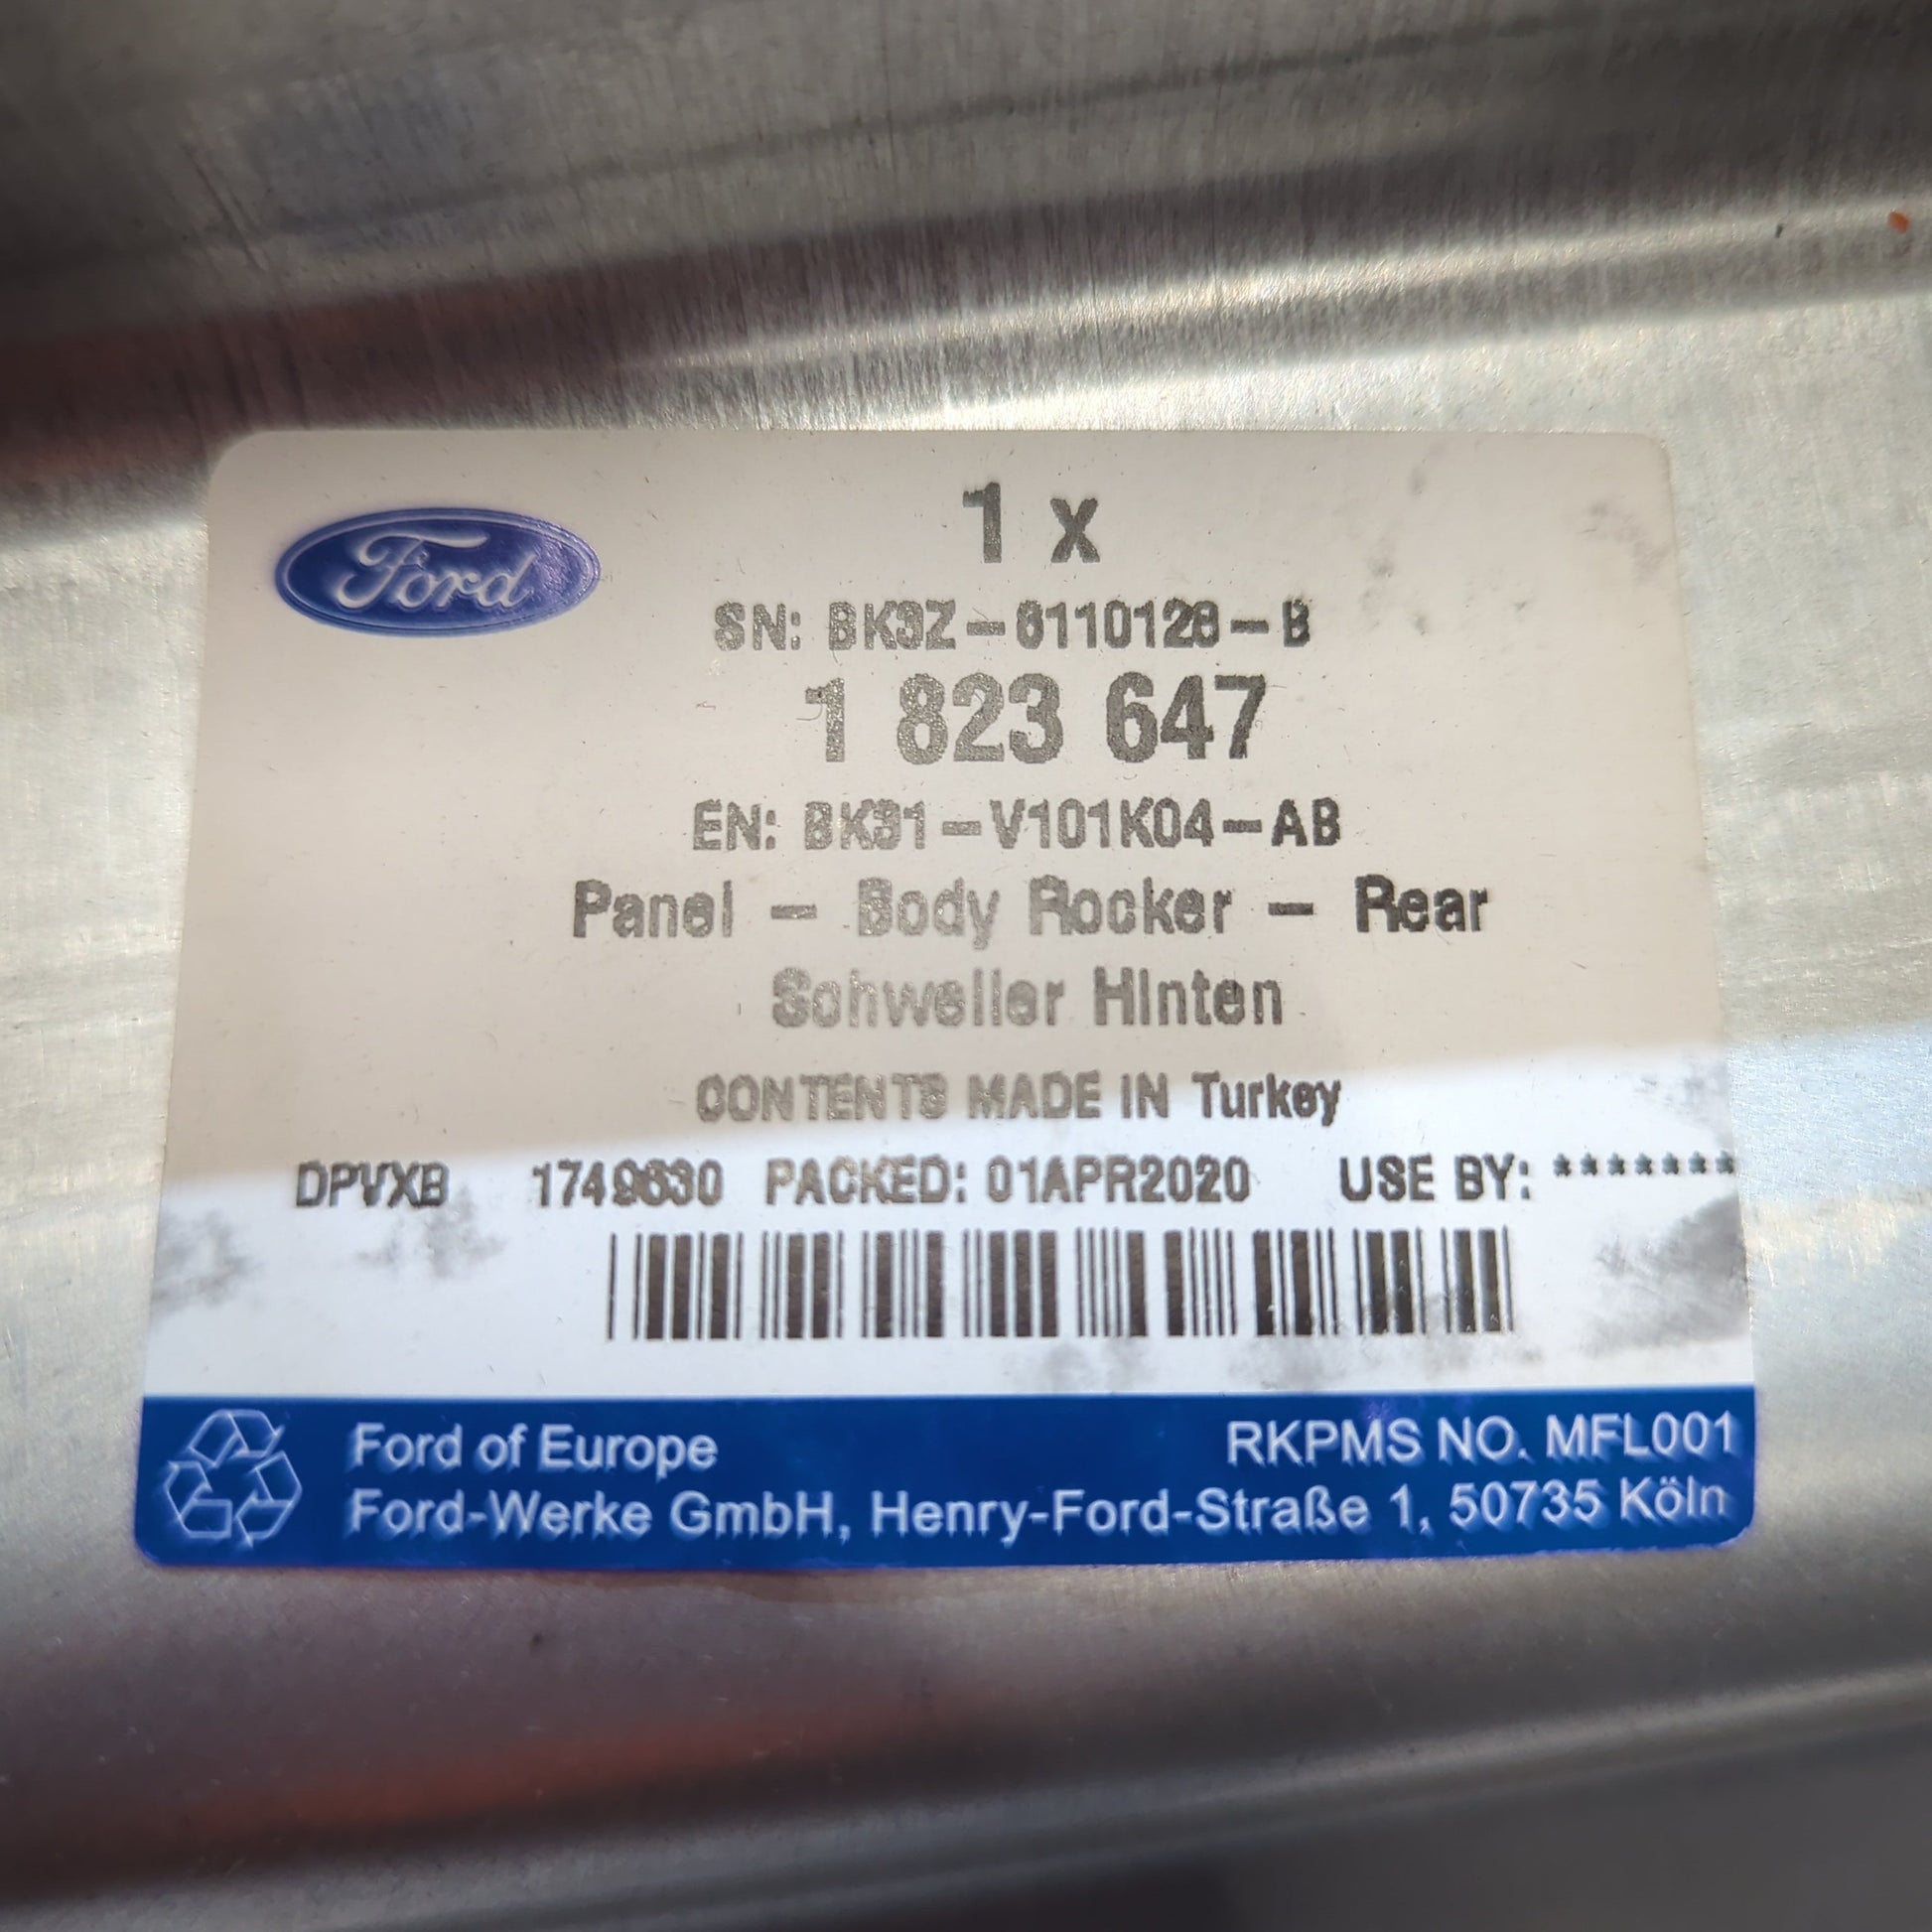 Ford
1 x
SN: BK3Z-6110128-B
1 823 647
EN: BK31-V101K04-AB
Panel - Body Rocker - Rear
Schweller Hinten
CONTENTS MADE IN Turkey
DPVXB 1749630 PACKED: 01APR2020 USE BY: *******
Ford of Europe RKPMS NO. MFL001
Ford-Werke GmbH, Henry-Ford-Straße 1, 50735 Köln